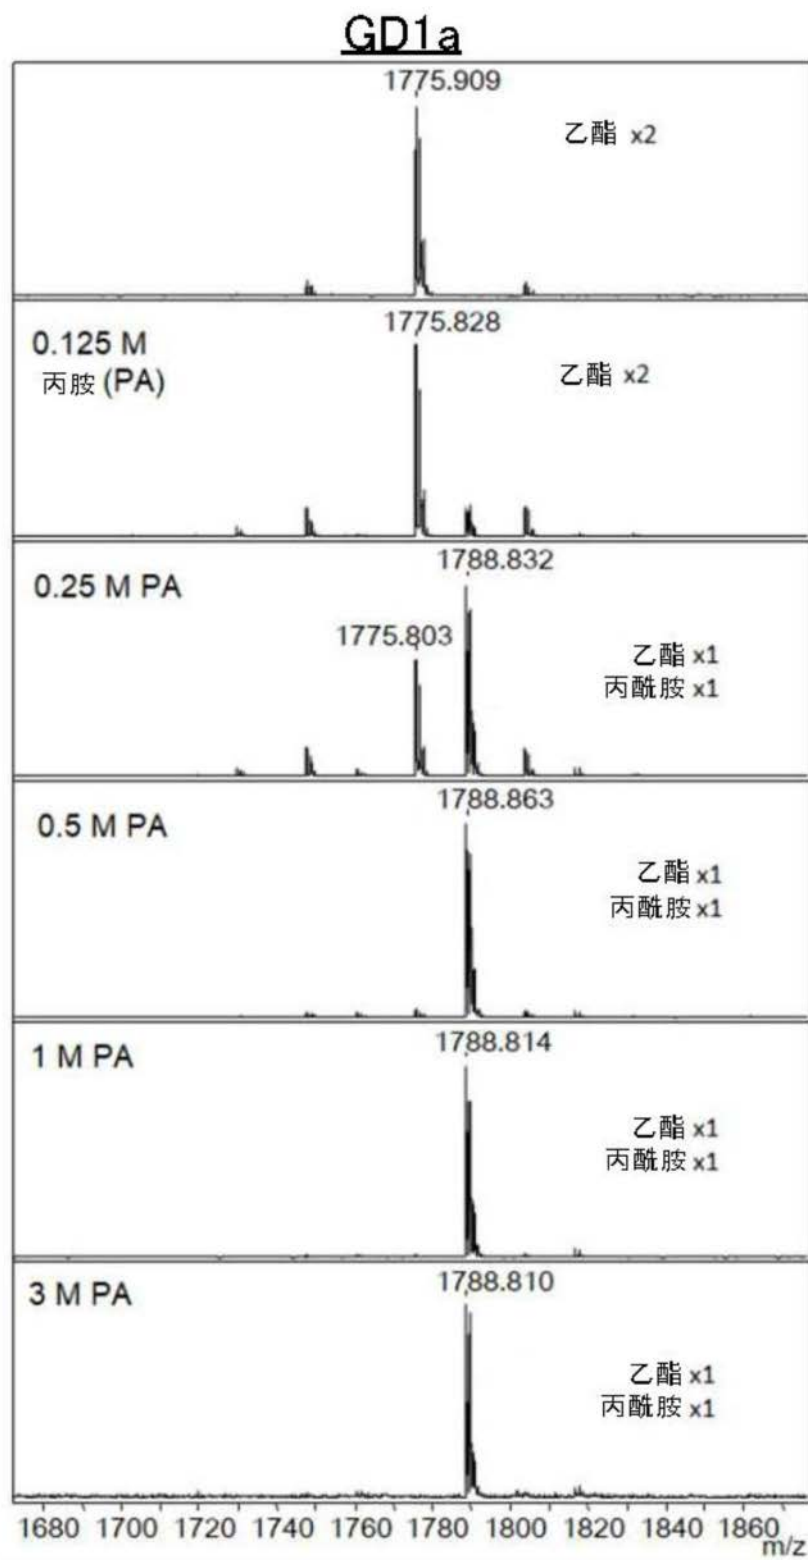 GD1a
1775.909
乙酯 x2
1775.828
0.125 M
丙胺 (PA)
乙酯 x2
1788.832
0.25 M PA
1775.803
乙酯 x1
丙酰胺 x1
1788.863
0.5 M PA
乙酯 x1
丙酰胺 x1
1788.814
1 M PA
乙酯 x1
丙酰胺 x1
1788.810
3 M PA
乙酯 x1
丙酰胺 x1
1680 1700 1720 1740 1760 1780 1800 1820 1840 1860
m/z